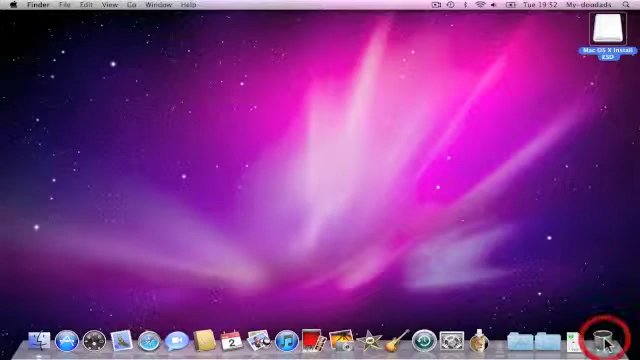 Finder File Edit View Go Window Help Tue 19:52 My-doodads
Mac OS X Install
ESD
2